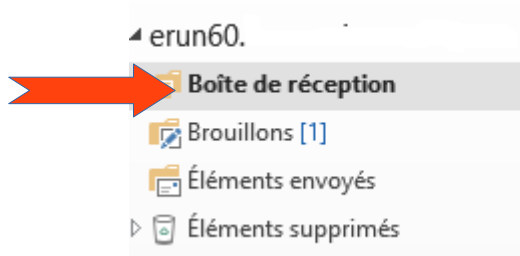 erun60.
Boîte de réception
Brouillons [1]
Éléments envoyés
Éléments supprimés